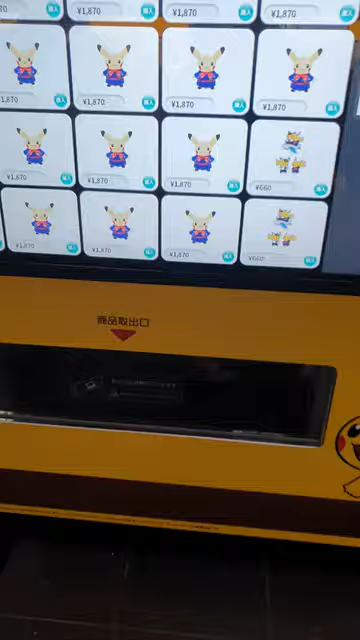 ¥1,870 ¥1,870 ¥1,870
1,870 購入 ¥1,870 購入 ¥1,870 購入 ¥1,870 購入
¥1,870 購入 ¥1,870 購入 ¥1,870 購入 ¥660 購入
¥1,870 購入 ¥1,870 購入 ¥1,870 購入 ¥660 購入
商品取出口